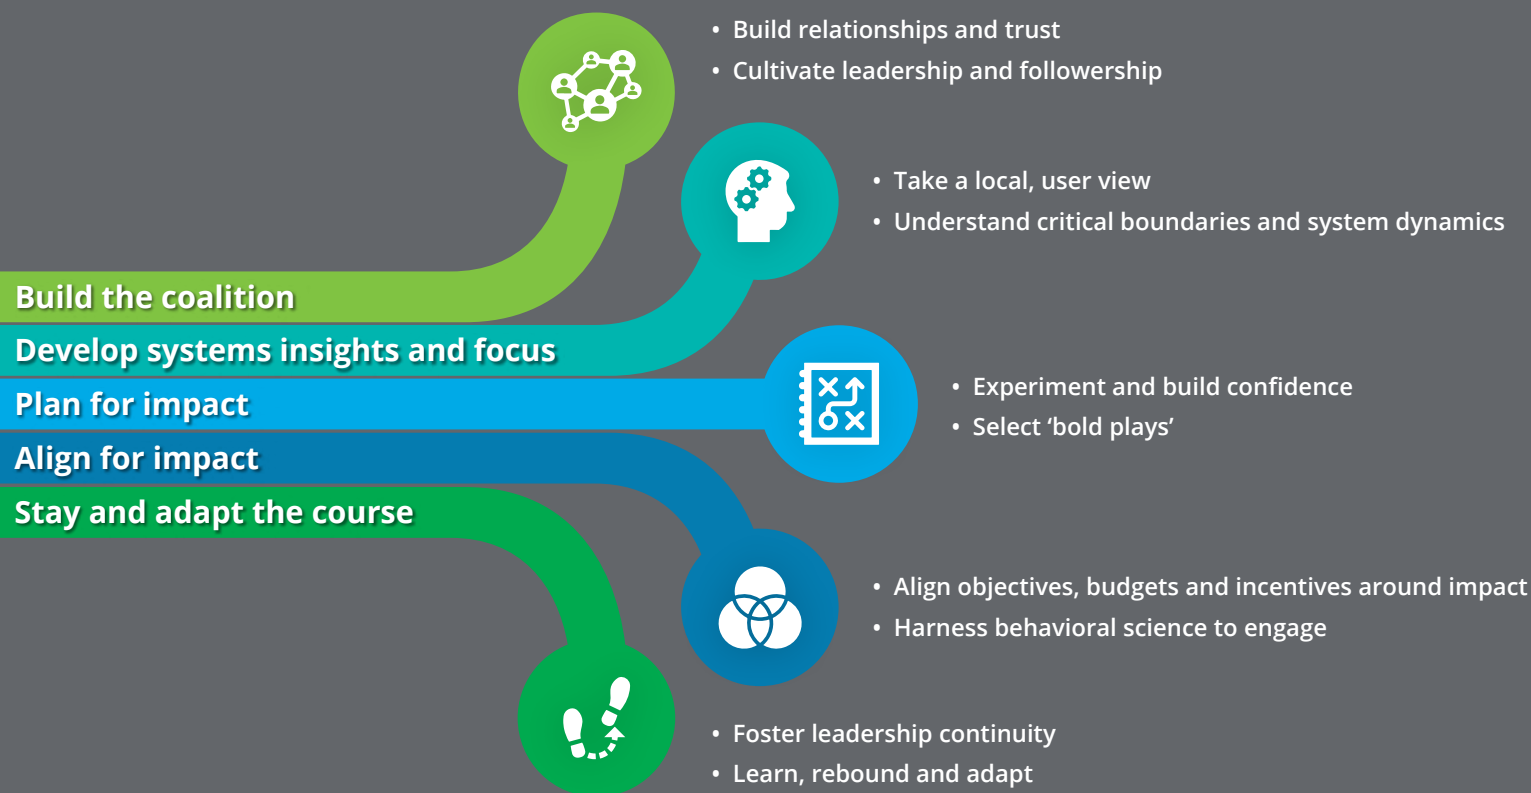 • Build relationships and trust
• Cultivate leadership and followership
• Take a local, user view
• Understand critical boundaries and system dynamics
Build the coalition
Develop systems insights and focus
Plan for impact
Align for impact
Stay and adapt the course
• Experiment and build confidence
• Select ‘bold plays’
• Align objectives, budgets and incentives around impact
• Harness behavioral science to engage
• Foster leadership continuity
• Learn, rebound and adapt